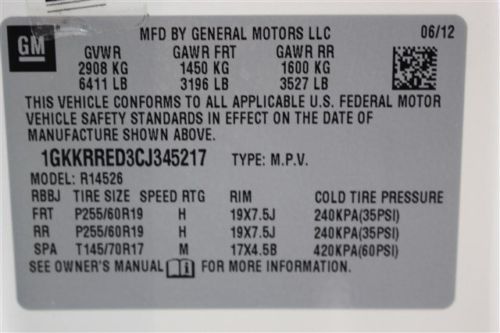 GM
MFD BY GENERAL MOTORS LLC 06/12
GVWR GAWR FRT GAWR RR
2908 KG 1450 KG 1600 KG
6411 LB 3196 LB 3527 LB
THIS VEHICLE CONFORMS TO ALL APPLICABLE U.S. FEDERAL MOTOR
VEHICLE SAFETY STANDARDS IN EFFECT ON THE DATE OF
MANUFACTURE SHOWN ABOVE.
1GKKRRED3CJ345217 TYPE: M.P.V.
MODEL: R14526
RBBJ TIRE SIZE SPEED RTG RIM COLD TIRE PRESSURE
FRT P255/60R19 H 19X7.5J 240KPA(35PSI)
RR P255/60R19 H 19X7.5J 240KPA(35PSI)
SPA T145/70R17 M 17X4.5B 420KPA(60PSI)
SEE OWNER'S MANUAL FOR MORE INFORMATION.